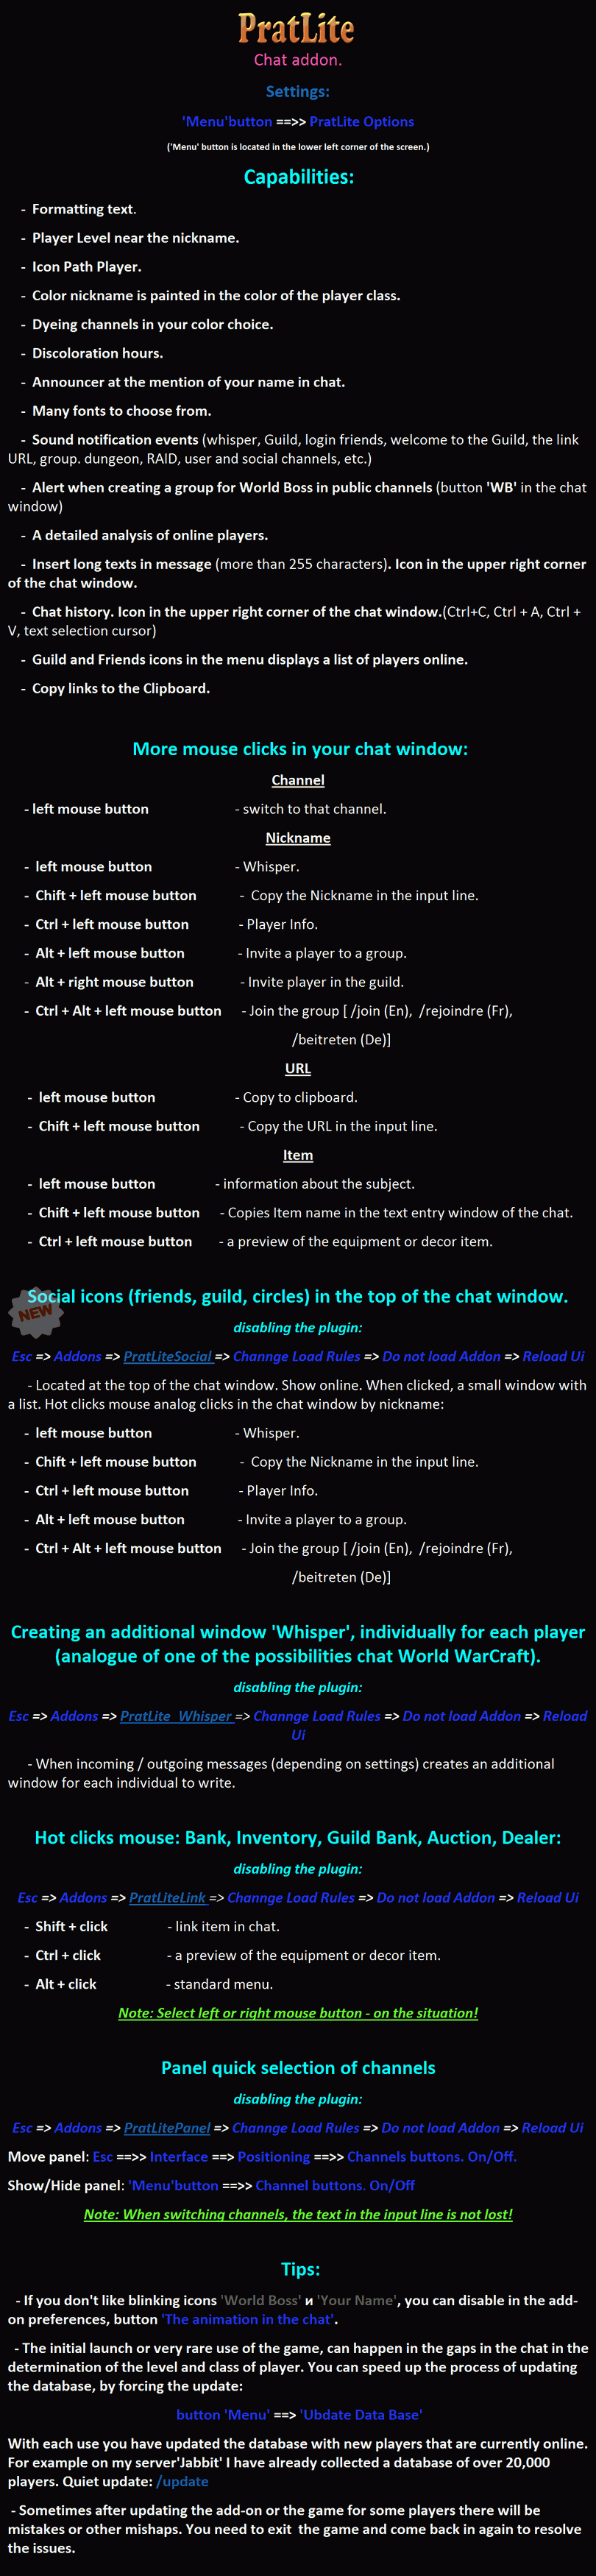 PratLite
Chat addon.
Settings:
'Menu'button ==>> PratLite Options
('Menu' button is located in the lower left corner of the screen.)
Capabilities:
- Formatting text.
- Player Level near the nickname.
- Icon Path Player.
- Color nickname is painted in the color of the player class.
- Dyeing channels in your color choice.
- Discoloration hours.
- Announcer at the mention of your name in chat.
- Many fonts to choose from.
- Sound notification events (whisper, Guild, login friends, welcome to the Guild, the link
URL, group. dungeon, RAID, user and social channels, etc.)
- Alert when creating a group for World Boss in public channels (button 'WB' in the chat
window)
- A detailed analysis of online players.
- Insert long texts in message (more than 255 characters). Icon in the upper right corner
of the chat window.
- Chat history. Icon in the upper right corner of the chat window.(Ctrl+C, Ctrl + A, Ctrl +
V, text selection cursor)
- Guild and Friends icons in the menu displays a list of players online.
- Copy links to the Clipboard.
More mouse clicks in your chat window:
Channel
- left mouse button - switch to that channel.
Nickname
- left mouse button - Whisper.
- Chift + left mouse button - Copy the Nickname in the input line.
- Ctrl + left mouse button - Player Info.
- Alt + left mouse button - Invite a player to a group.
- Alt + right mouse button - Invite player in the guild.
- Ctrl + Alt + left mouse button - Join the group [ /join (En), /rejoindre (Fr),
/beitreten (De)]
URL
- left mouse button - Copy to clipboard.
- Chift + left mouse button - Copy the URL in the input line.
Item
- left mouse button - information about the subject.
- Chift + left mouse button - Copies Item name in the text entry window of the chat.
- Ctrl + left mouse button - a preview of the equipment or decor item.
Social icons (friends, guild, circles) in the top of the chat window.
NEW
disabling the plugin:
Esc => Addons => PratLiteSocial => Channge Load Rules => Do not load Addon => Reload Ui
- Located at the top of the chat window. Show online. When clicked, a small window with
a list. Hot clicks mouse analog clicks in the chat window by nickname:
- left mouse button - Whisper.
- Chift + left mouse button - Copy the Nickname in the input line.
- Ctrl + left mouse button - Player Info.
- Alt + left mouse button - Invite a player to a group.
- Ctrl + Alt + left mouse button - Join the group [ /join (En), /rejoindre (Fr),
/beitreten (De)]
Creating an additional window 'Whisper', individually for each player
(analogue of one of the possibilities chat World WarCraft).
disabling the plugin:
Esc => Addons => PratLite_Whisper => Channge Load Rules => Do not load Addon => Reload
Ui
- When incoming / outgoing messages (depending on settings) creates an additional
window for each individual to write.
Hot clicks mouse: Bank, Inventory, Guild Bank, Auction, Dealer:
disabling the plugin:
Esc => Addons => PratLiteLink => Channge Load Rules => Do not load Addon => Reload Ui
- Shift + click - link item in chat.
- Ctrl + click - a preview of the equipment or decor item.
- Alt + click - standard menu.
Note: Select left or right mouse button - on the situation!
Panel quick selection of channels
disabling the plugin:
Esc => Addons => PratLitePanel => Channge Load Rules => Do not load Addon => Reload Ui
Move panel: Esc ==>> Interface ==>> Positioning ==>> Channels buttons. On/Off.
Show/Hide panel: 'Menu'button ==>> Channel buttons. On/Off
Note: When switching channels, the text in the input line is not lost!
Tips:
- If you don't like blinking icons 'World Boss' и 'Your Name', you can disable in the add-
on preferences, button 'The animation in the chat'.
- The initial launch or very rare use of the game, can happen in the gaps in the chat in the
determination of the level and class of player. You can speed up the process of updating
the database, by forcing the update:
button 'Menu' ==>> 'Ubdate Data Base'
With each use you have updated the database with new players that are currently online.
For example on my server'Jabbit' I have already collected a database of over 20,000
players. Quiet update: /update
- Sometimes after updating the add-on or the game for some players there will be
mistakes or other mishaps. You need to exit the game and come back in again to resolve
the issues.